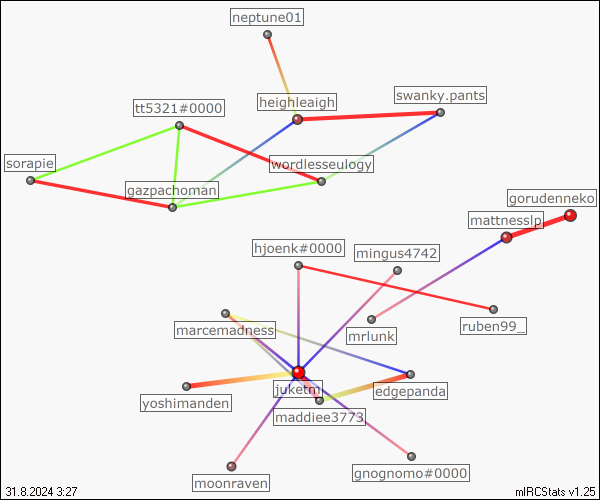 neptune01
swanky.pants
heighleaigh
tt5321#0000
sorapie
wordlesseulogy
gazpachoman
gorudenneko
mattnesslp
hjoenk#0000
mingus4742
marcemadness
mrlunk
ruben99_
edgepanda
yoshimanden
maddiee3773
moonraven
gnognomo#0000
31.8.2024 3:27
mIRCStats v1.25